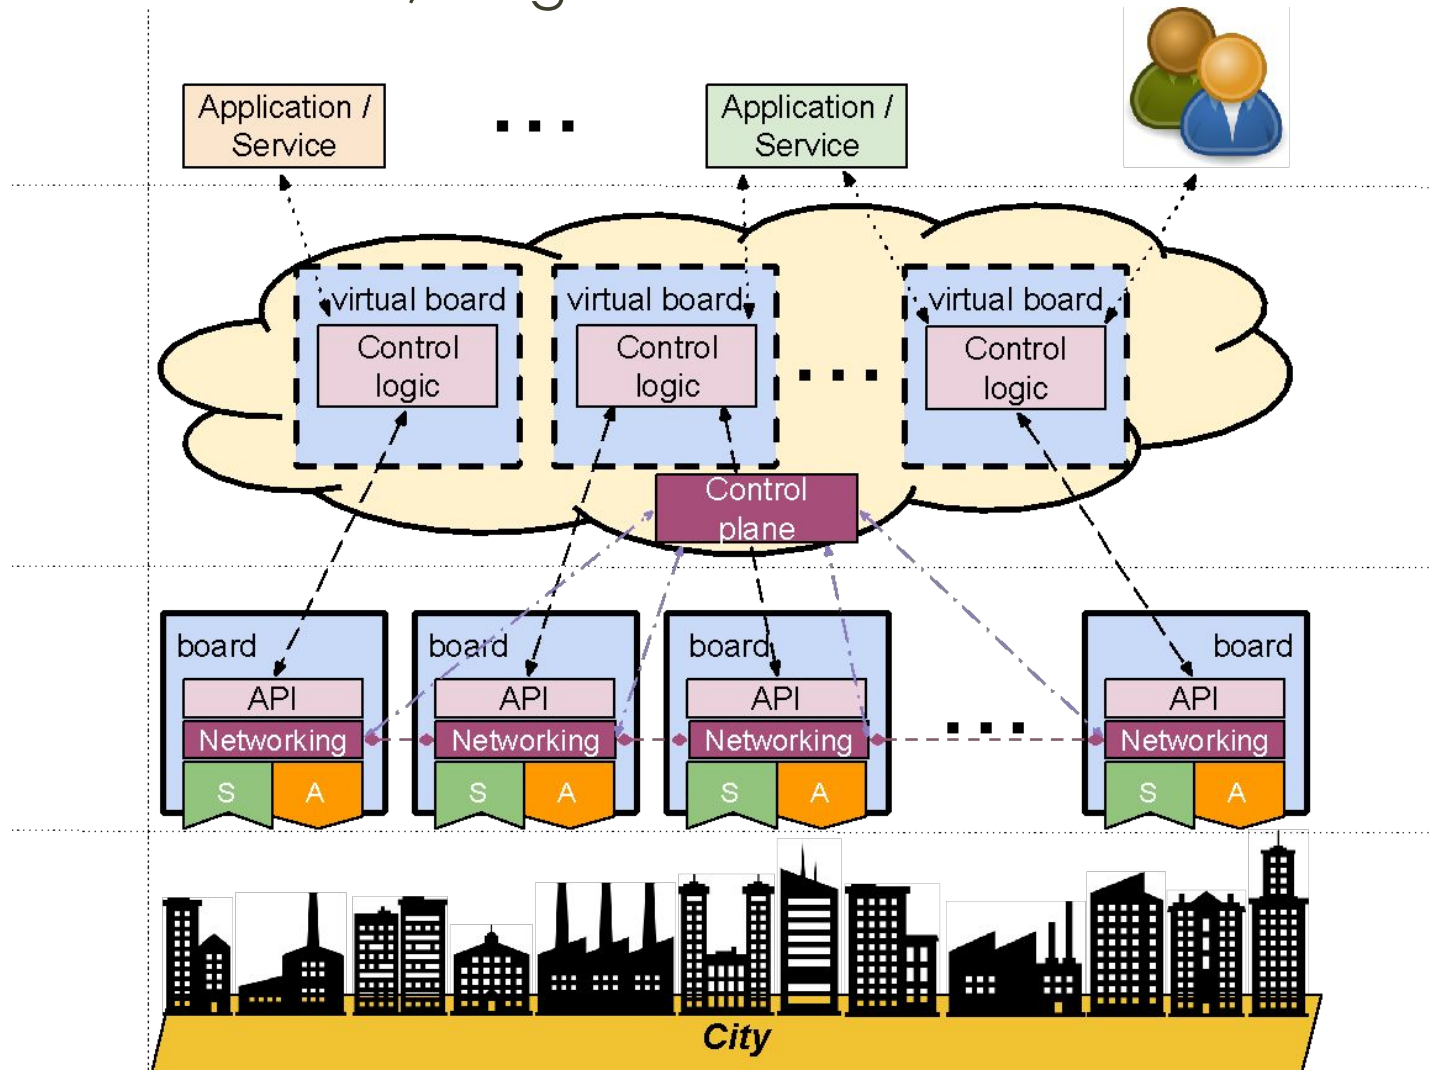 Application /
Service
Application /
Service
virtual board
Control
logic
virtual board
Control
logic
virtual board
Control
logic
Control
plane
board
API
Networking
S
A
board
API
Networking
S
A
board
API
Networking
S
A
board
API
Networking
S
A
City